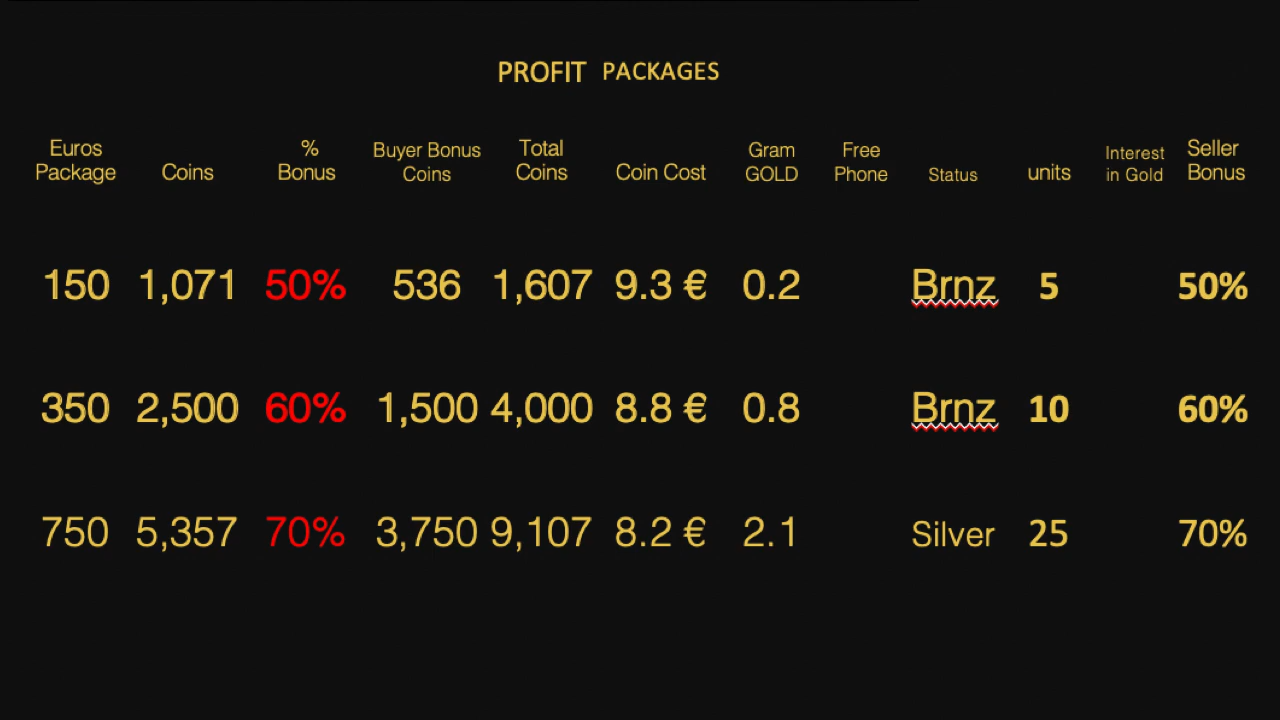 PROFIT PACKAGES
Euros Package Coins % Bonus Buyer Bonus Coins Total Coins Coin Cost Gram GOLD Free Phone Status units Interest in Gold Seller Bonus
150 1,071 50% 536 1,607 9.3 € 0.2 Brnz 5 50%
350 2,500 60% 1,500 4,000 8.8 € 0.8 Brnz 10 60%
750 5,357 70% 3,750 9,107 8.2 € 2.1 Silver 25 70%